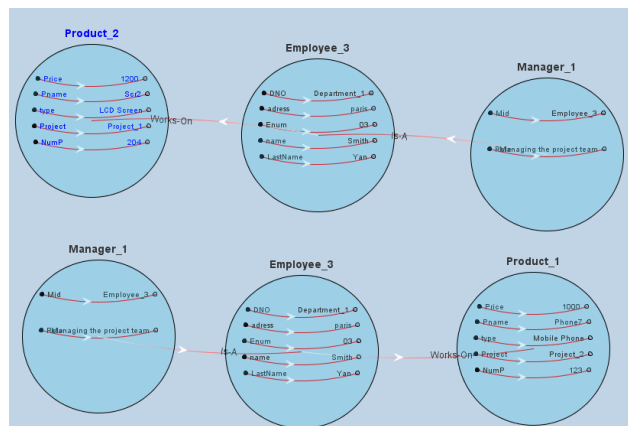 Product_2
Price 1200
Pname Scr2
type LCD Screen
Project Project_1
NumP 204
Works-On
Employee_3
DNO Department_1
adress paris
Enum 03
name Smith
LastName Yan
Is-A
Manager_1
Mid Employee_3
Managing the project team
Manager_1
Mid Employee_3
Managing the project team
Is-A
Employee_3
DNO Department_1
adress paris
Enum 03
name Smith
LastName Yan
Works-On
Product_1
Price 1000
Pname Phone7
type Mobile Phone
Project Project_2
NumP 123